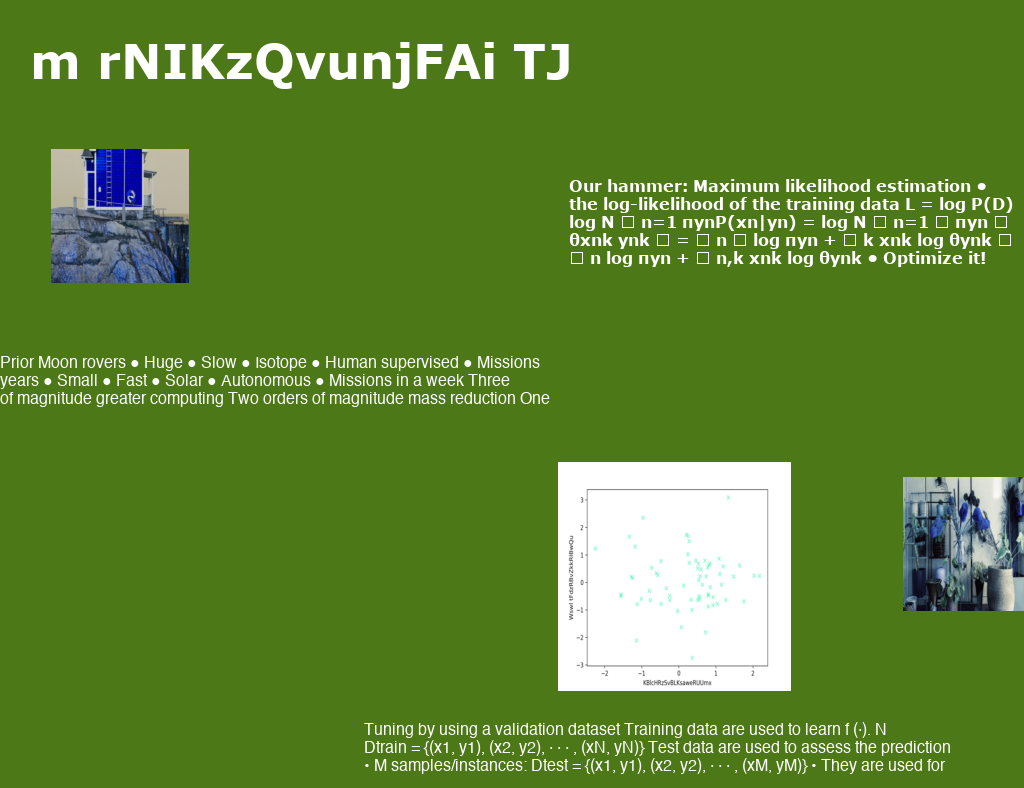 m rNIKzQvunjFAi TJ
Our hammer: Maximum likelihood estimation ●
the log-likelihood of the training data L = log P(D)
log N □ n=1 πynP(xn|yn) = log N □ n=1 □ πyn □
θxnk ynk □ = □ n □ log πyn + □ k xnk log θynk □
□ n log πyn + □ n,k xnk log θynk ● Optimize it!
Prior Moon rovers ● Huge ● Slow ● Isotope ● Human supervised ● Missions
years ● Small ● Fast ● Solar ● Autonomous ● Missions in a week Three
of magnitude greater computing Two orders of magnitude mass reduction One
3
2
1
0
−1
−2
−3
−2 −1 0 1 2
KBlcHRzSvBLKsaweRUUmx
Tuning by using a validation dataset Training data are used to learn f (·). N
Dtrain = {(x1, y1), (x2, y2), · · · , (xN, yN)} Test data are used to assess the prediction
• M samples/instances: Dtest = {(x1, y1), (x2, y2), · · · , (xM, yM)} • They are used for